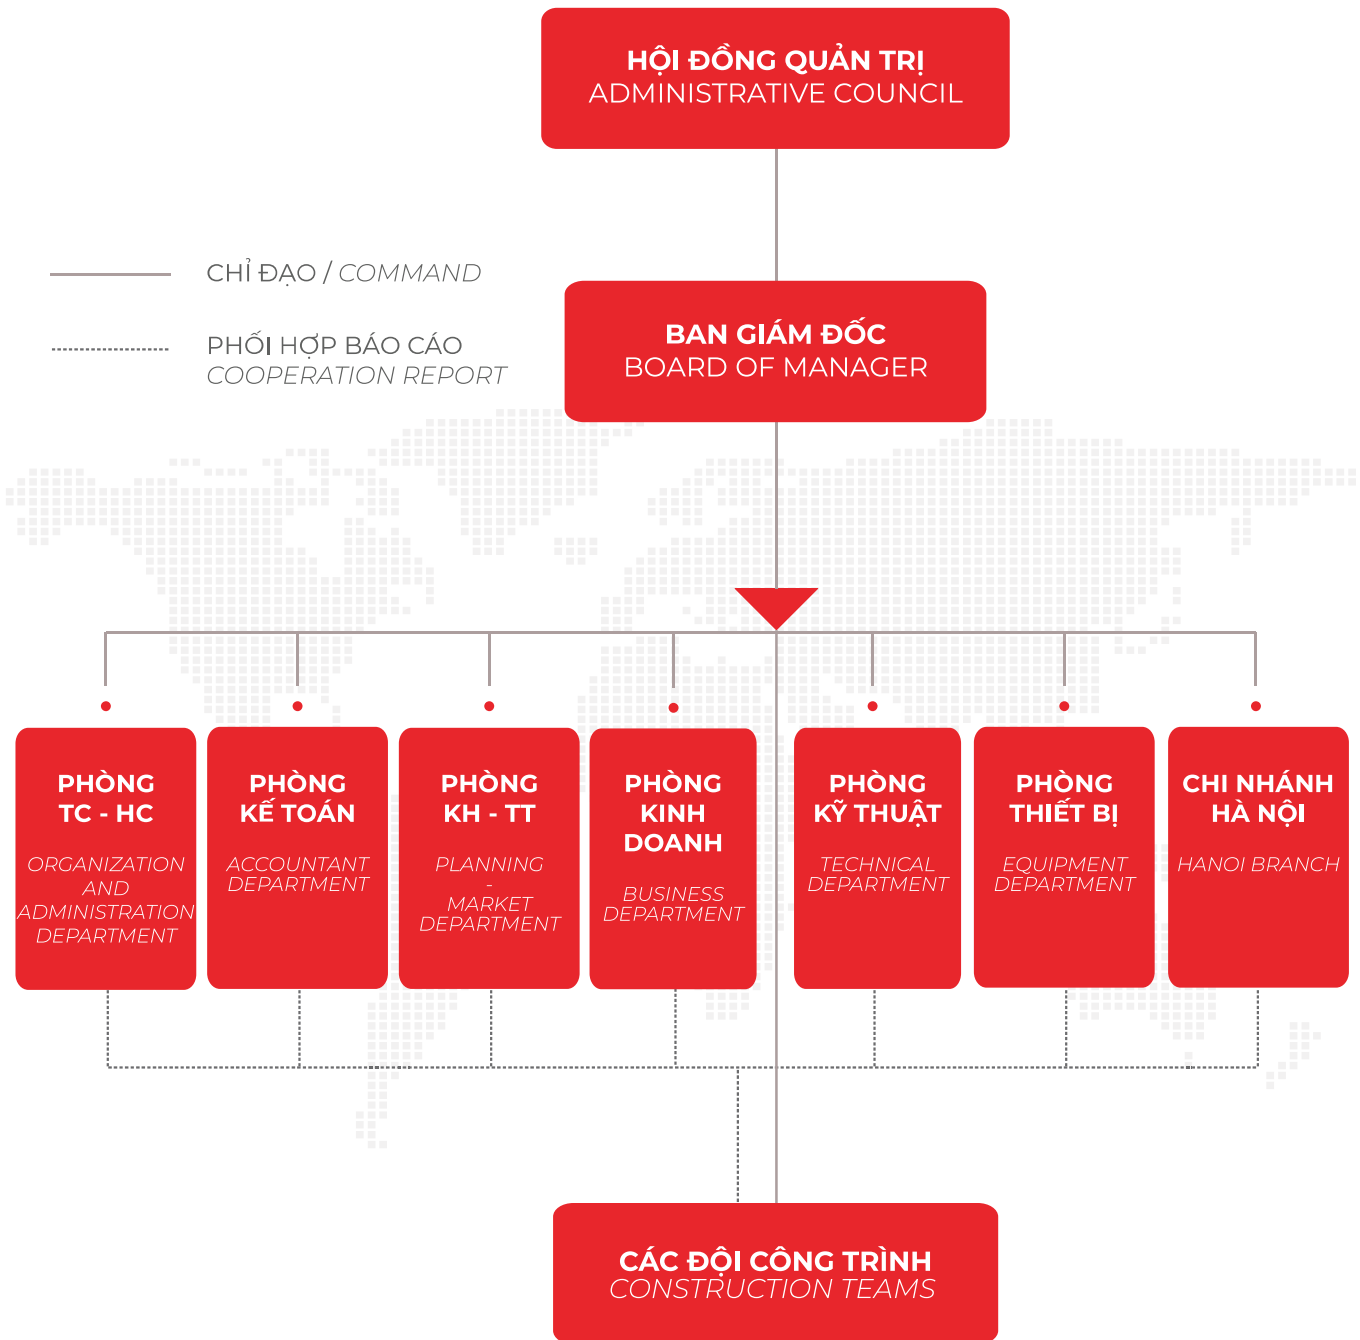 HỘI ĐỒNG QUẢN TRỊ
ADMINISTRATIVE COUNCIL
CHỈ ĐẠO / COMMAND
PHỐI HỢP BÁO CÁO
COOPERATION REPORT
BAN GIÁM ĐỐC
BOARD OF MANAGER
PHÒNG
TC - HC
ORGANIZATION
AND
ADMINISTRATION
DEPARTMENT
PHÒNG
KẾ TOÁN
ACCOUNTANT
DEPARTMENT
PHÒNG
KH - TT
PLANNING
-
MARKET
DEPARTMENT
PHÒNG
KINH
DOANH
BUSINESS
DEPARTMENT
PHÒNG
KỸ THUẬT
TECHNICAL
DEPARTMENT
PHÒNG
THIẾT BỊ
EQUIPMENT
DEPARTMENT
CHI NHÁNH
HÀ NỘI
HANOI BRANCH
CÁC ĐỘI CÔNG TRÌNH
CONSTRUCTION TEAMS